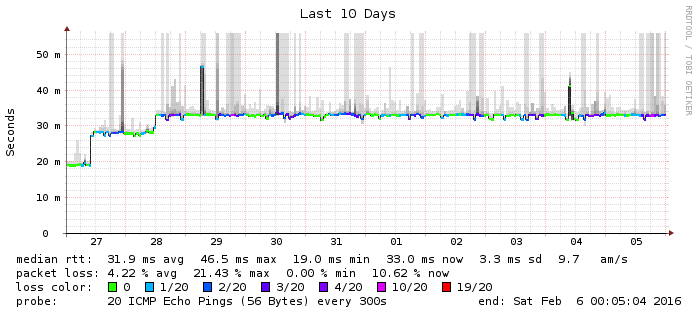 Last 10 Days
RRDTOOL / TOBI OETIKER
Seconds
50 m
40 m
30 m
20 m
10 m
0
27 28 29 30 31 01 02 03 04 05
median rtt: 31.9 ms avg 46.5 ms max 19.0 ms min 33.0 ms now 3.3 ms sd 9.7 am/s
packet loss: 4.22 % avg 21.43 % max 0.00 % min 10.62 % now
loss color: 0 1/20 2/20 3/20 4/20 10/20 19/20
probe: 20 ICMP Echo Pings (56 Bytes) every 300s end: Sat Feb 6 00:05:04 2016